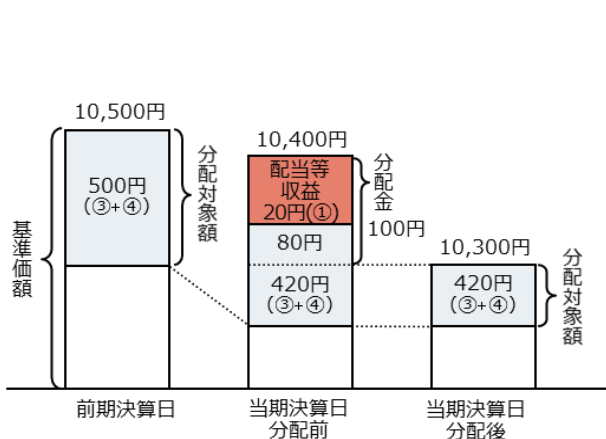 10,500円
分配対象額
500円
(③+④)
基準価額
前期決算日
10,400円
配当等
収益
20円(①)
80円
420円
(③+④)
分配金
100円
当期決算日
分配前
10,300円
420円
(③+④)
分配対象額
当期決算日
分配後